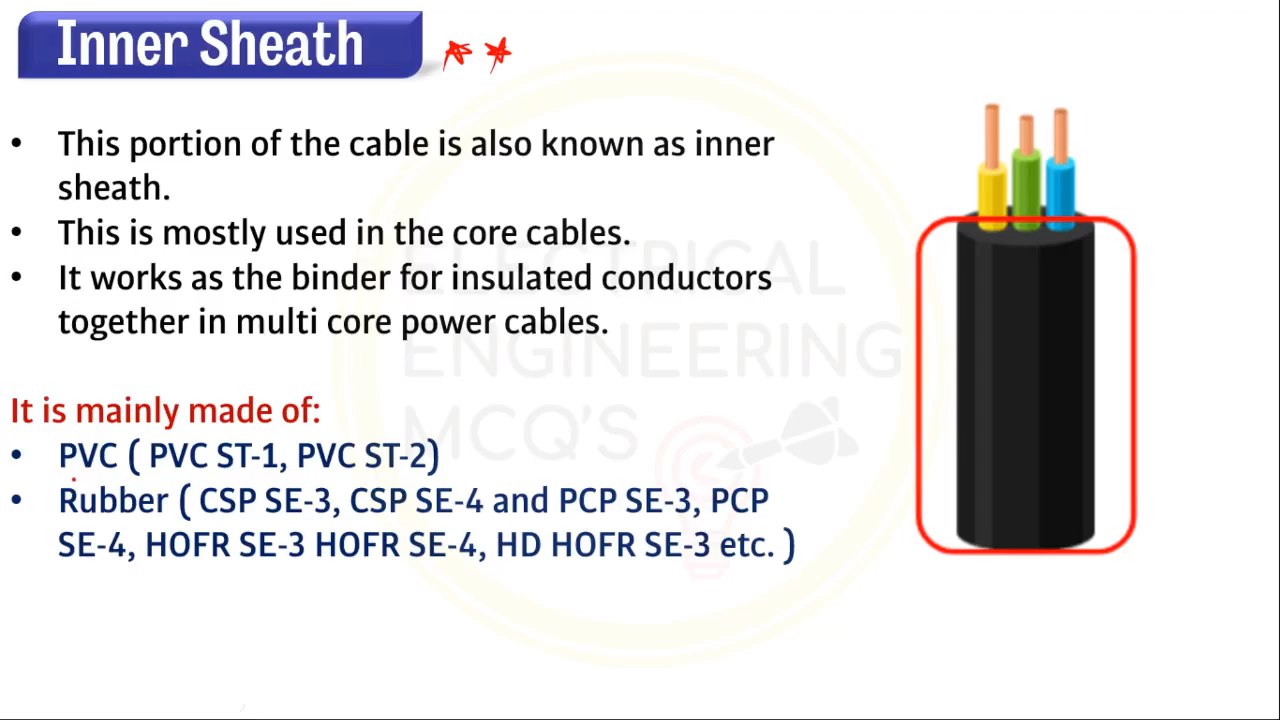 Inner Sheath
• This portion of the cable is also known as inner
sheath.
• This is mostly used in the core cables.
• It works as the binder for insulated conductors
together in multi core power cables.
It is mainly made of:
• PVC ( PVC ST-1, PVC ST-2)
• Rubber ( CSP SE-3, CSP SE-4 and PCP SE-3, PCP
SE-4, HOFR SE-3 HOFR SE-4, HD HOFR SE-3 etc. )
ELECTRICAL
ENGINEERING
MCQ'S